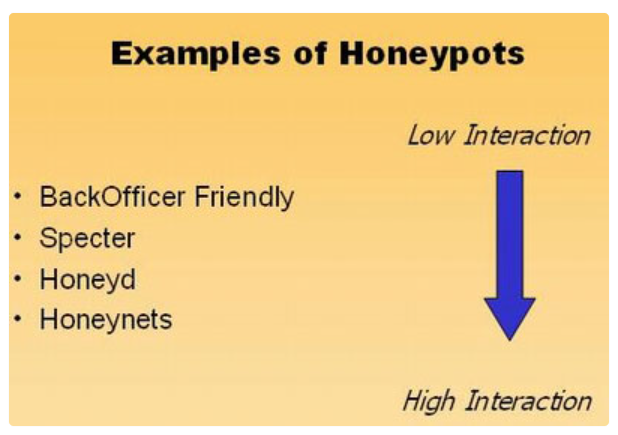 Examples of Honeypots
Low Interaction
• BackOfficer Friendly
• Specter
• Honeyd
• Honeynets
High Interaction